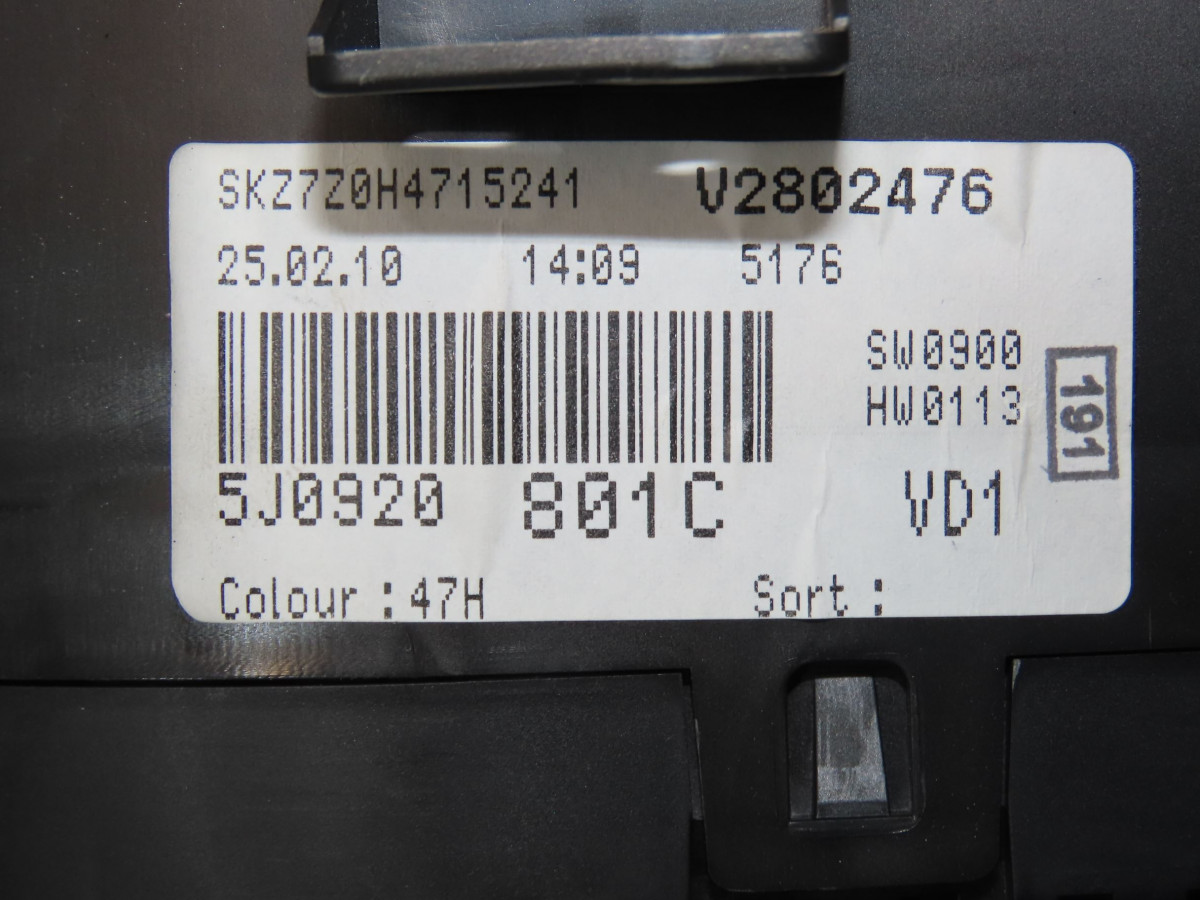 SKZ7Z0H4715241 V2802476
25.02.10 14:09 5176
SW0900
HW0113
191
5J0920 801C VD1
Colour :47H Sort :